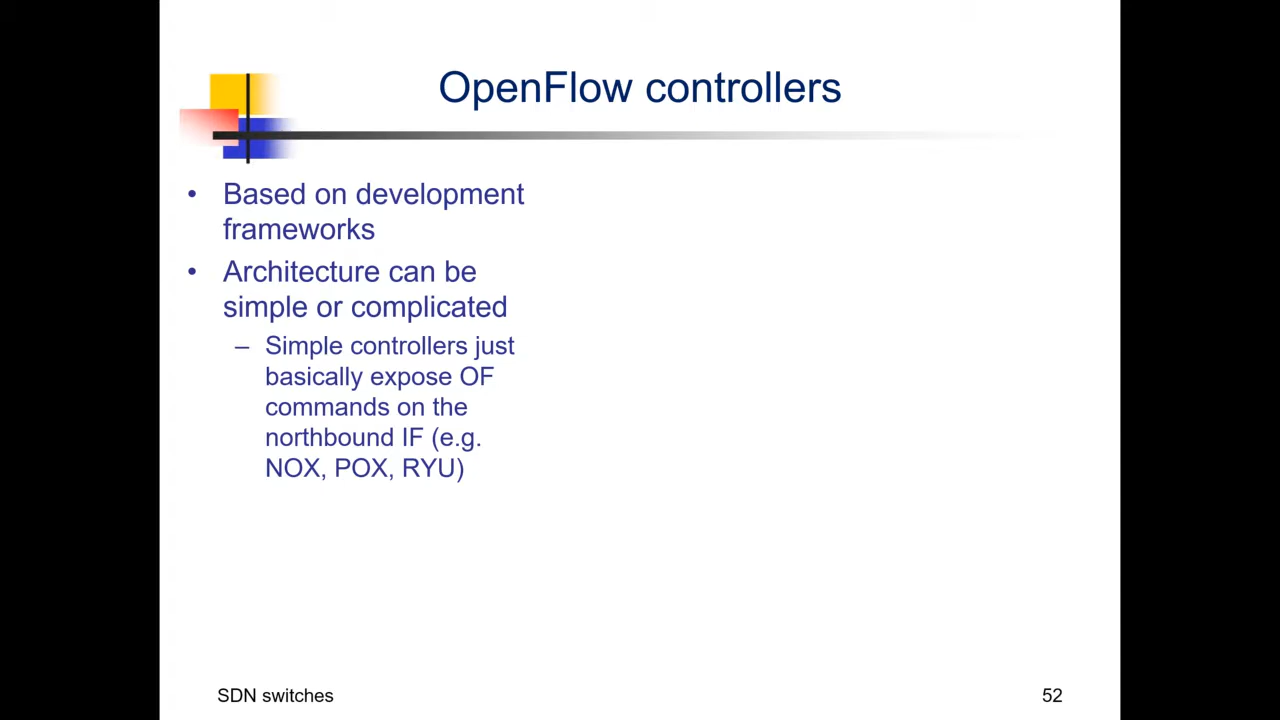 OpenFlow controllers
• Based on development
frameworks
• Architecture can be
simple or complicated
– Simple controllers just
basically expose OF
commands on the
northbound IF (e.g.
NOX, POX, RYU)
SDN switches
52